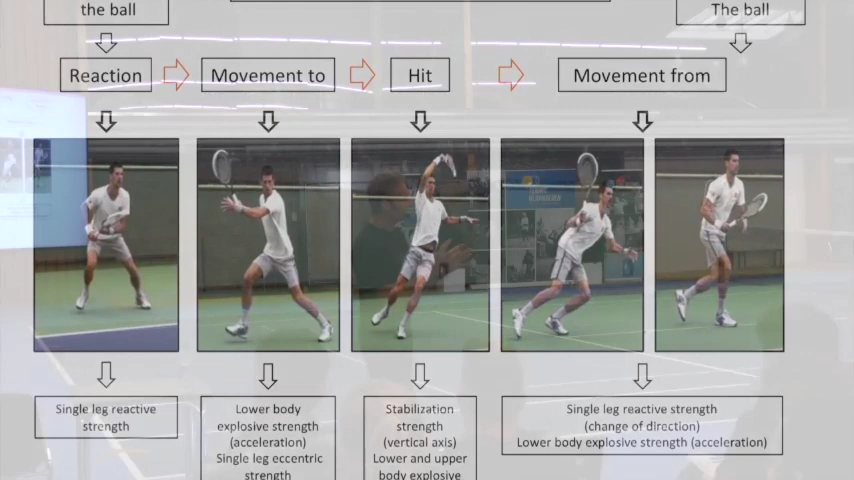 the ball
The ball
Reaction
Movement to
Hit
Movement from
Single leg reactive
strength
Lower body
explosive strength
(acceleration)
Single leg eccentric
strength
Stabilization
strength
(vertical axis)
Lower and upper
body explosive
Single leg reactive strength
(change of direction)
Lower body explosive strength (acceleration)